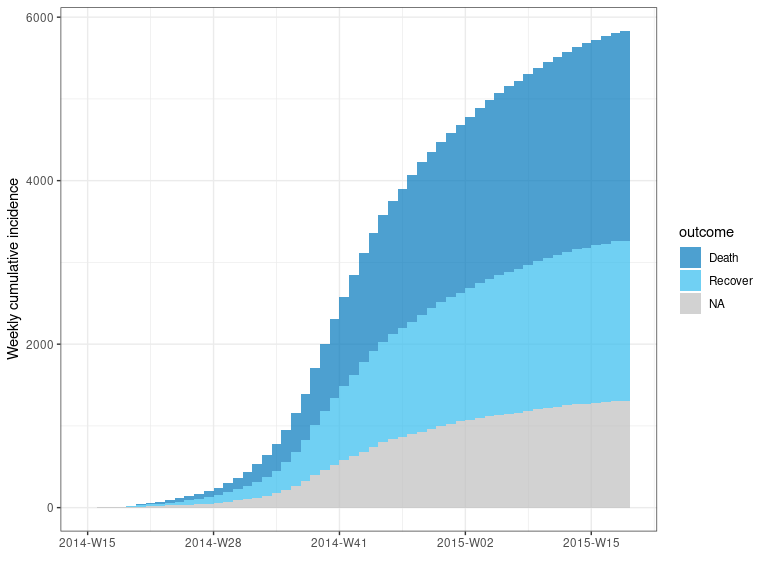 6000
4000
2000
0
Weekly cumulative incidence
2014-W15
2014-W28
2014-W41
2015-W02
2015-W15
outcome
Death
Recover
NA